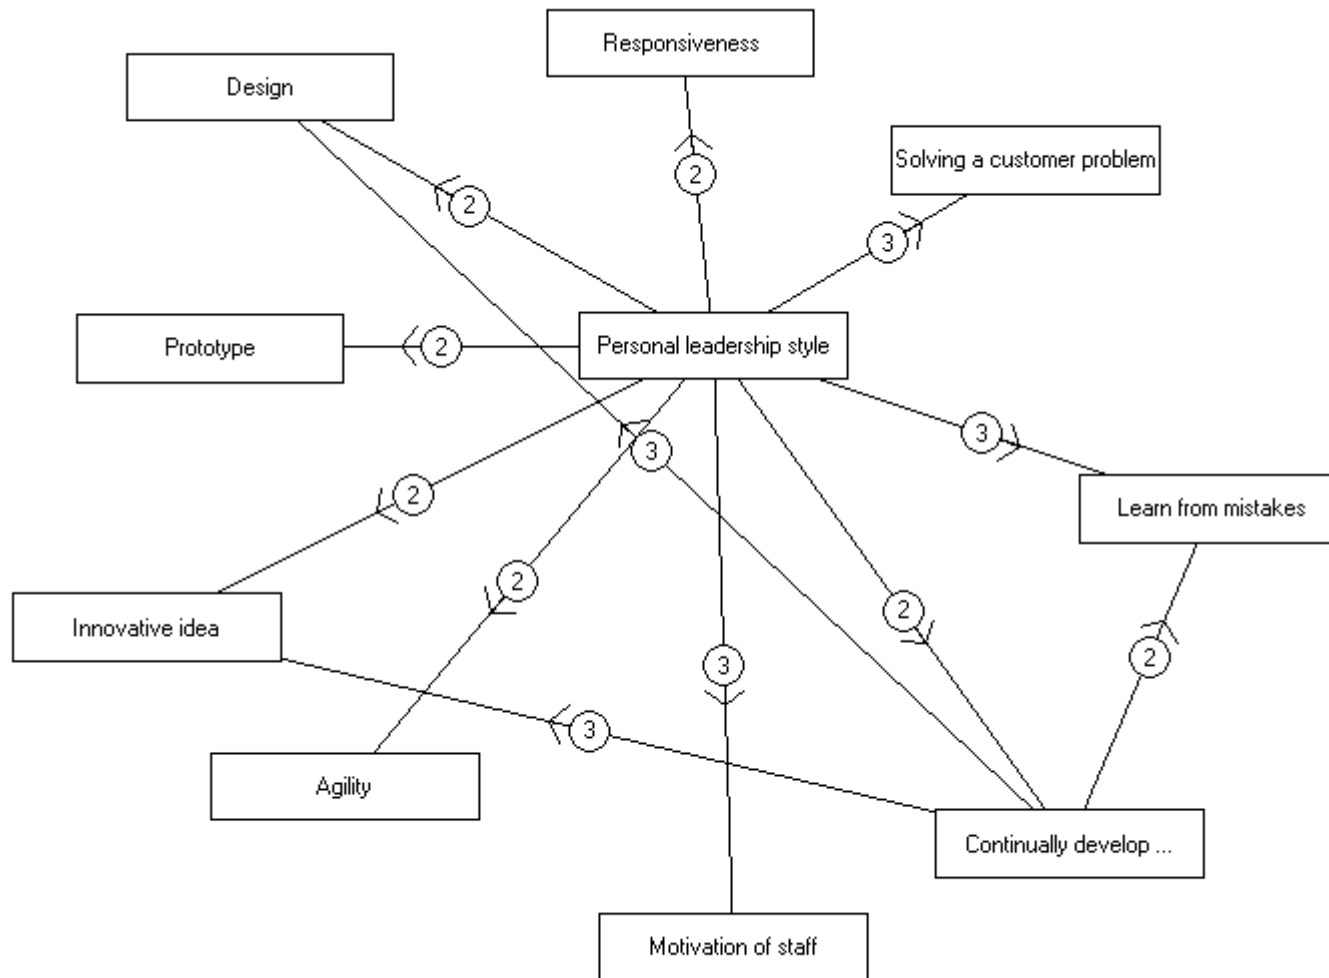 Responsiveness
Design
Solving a customer problem
2
2
3
Prototype
2
Personal leadership style
3
3
2
Learn from mistakes
2
2
Innovative idea
3
2
3
Agility
Continually develop ...
Motivation of staff